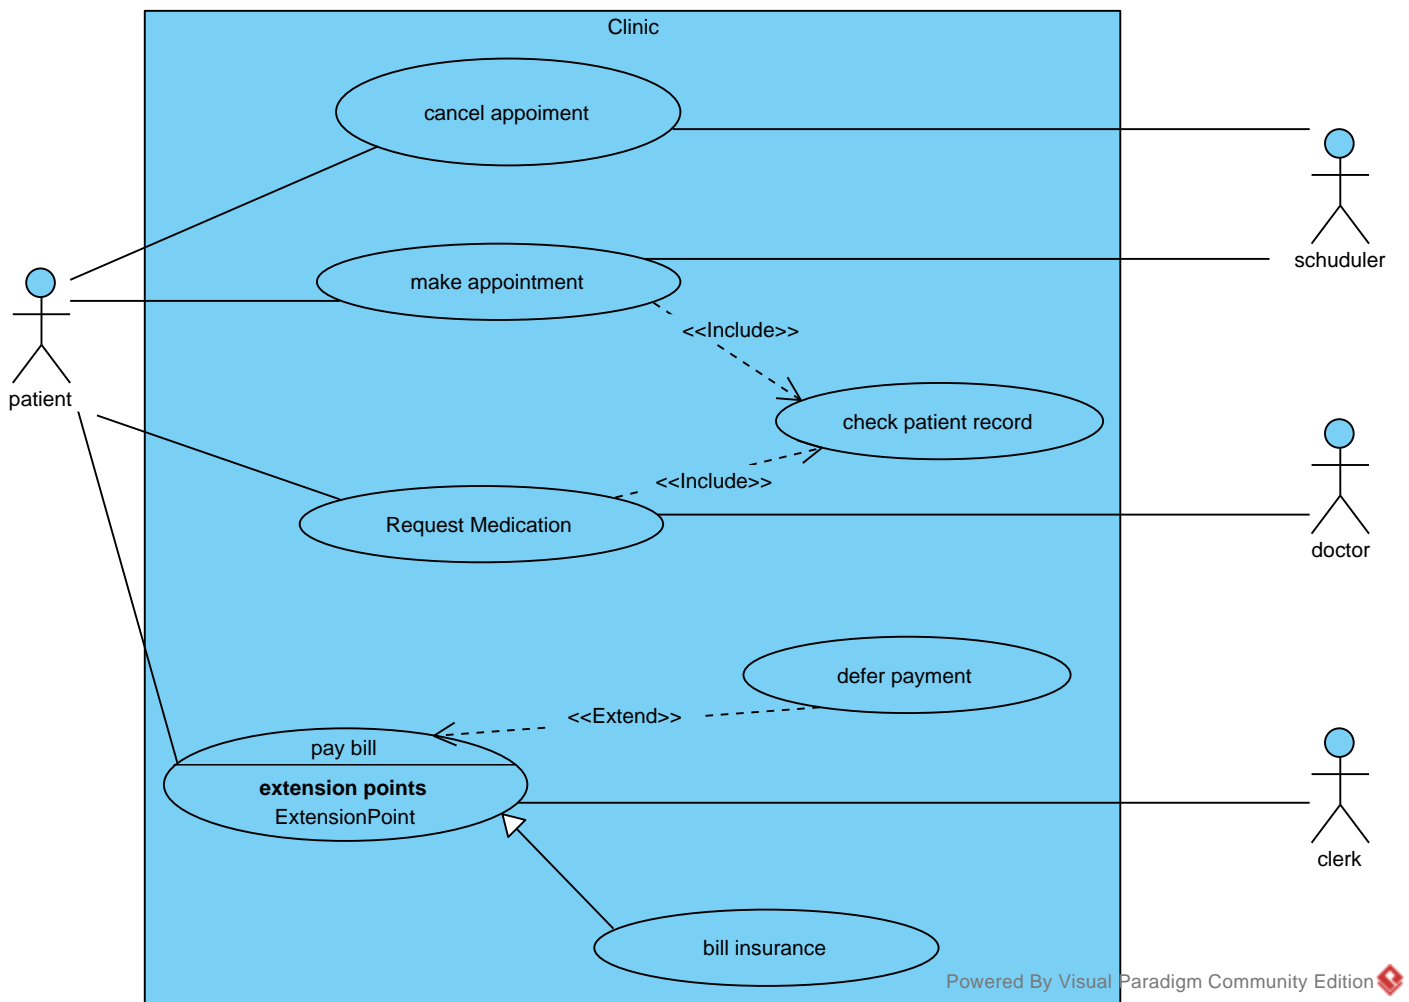 Clinic
cancel appoiment
schuduler
make appointment
<<Include>>
patient
check patient record
<<Include>>
Request Medication
doctor
defer payment
<<Extend>>
pay bill
extension points
ExtensionPoint
clerk
bill insurance
Powered By Visual Paradigm Community Edition